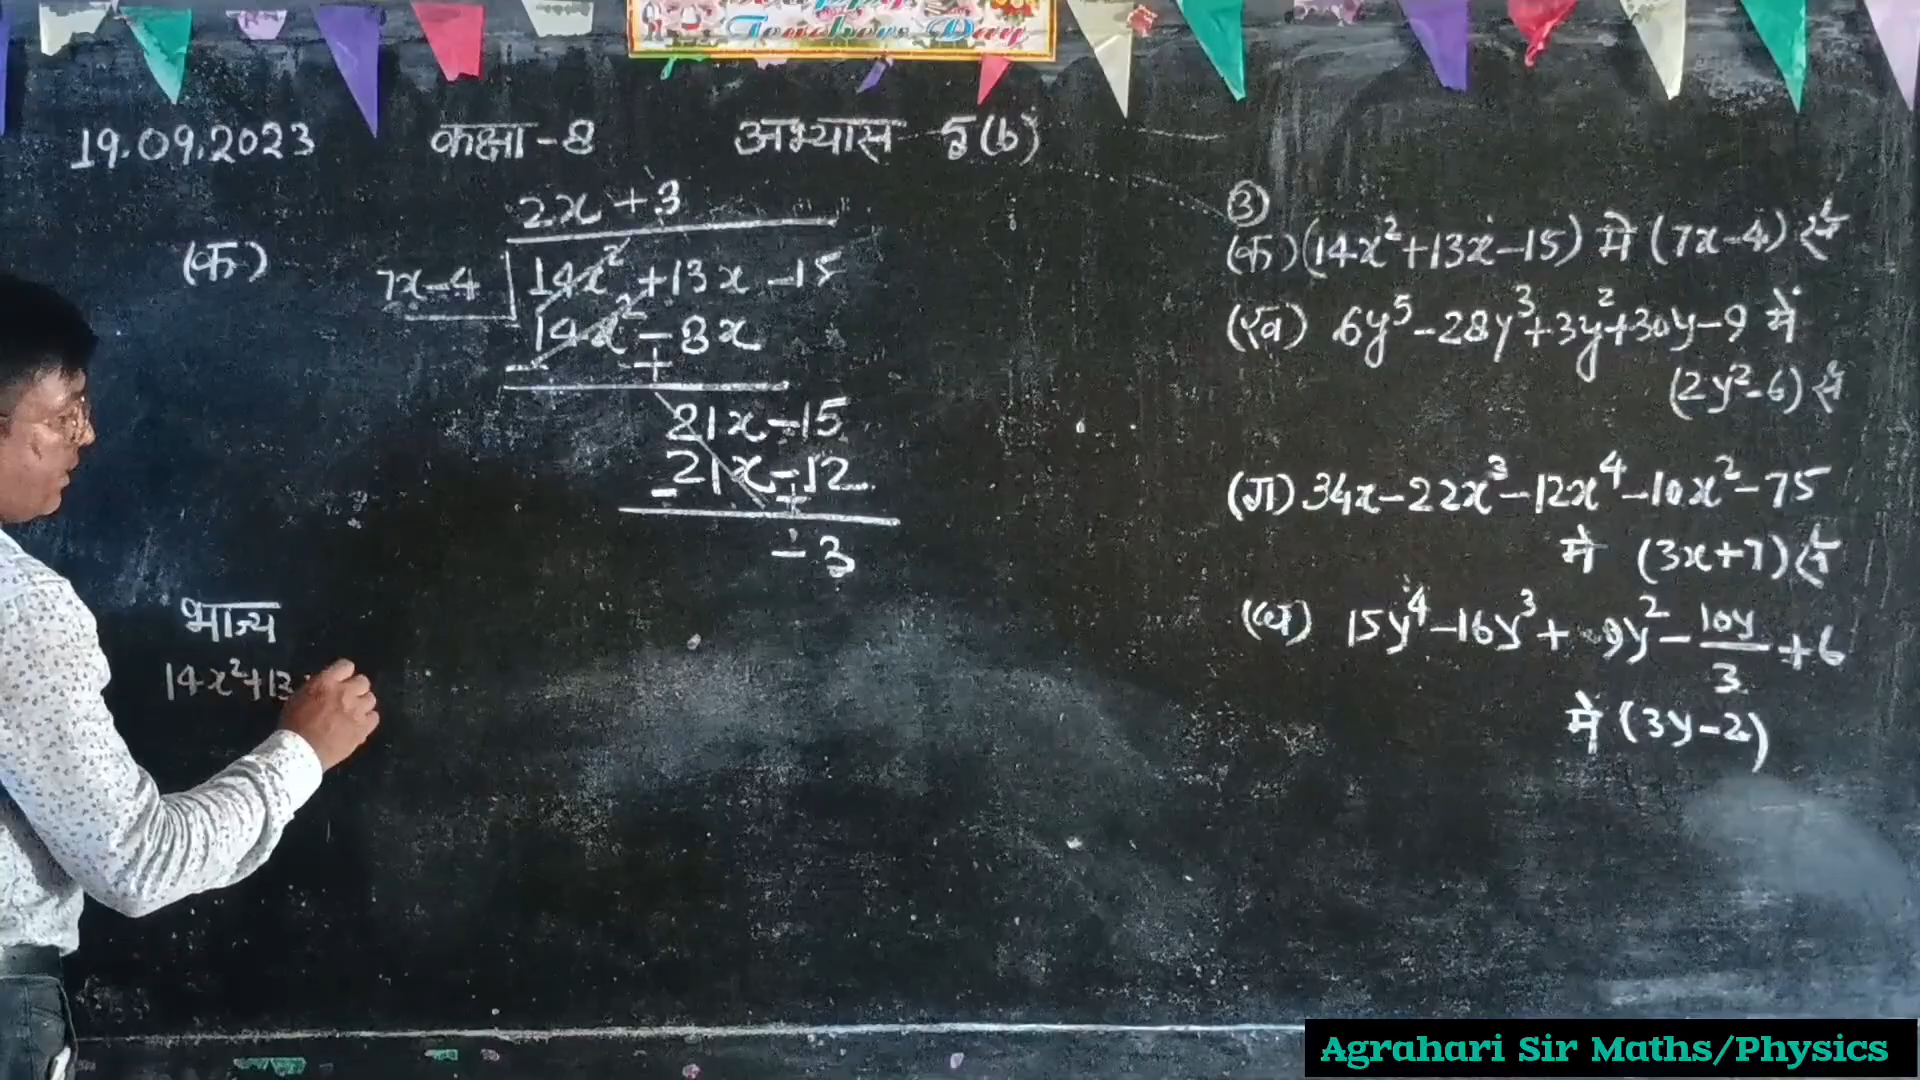 Teachers Day
19.09.2023 कक्षा-8 अभ्यास 5(b)
(क)
2x+3
7x-4 14x²+13x-15
14x²-8x
- +
21x-15
21x-12
- +
-3
भाज्य
14x²+13
③
(क) (14x²+13x-15) में (7x-4) से
(ख) 6y⁵-28y³+3y²+30y-9 में
(2y²-6) से
(ग) 34x-22x³-12x⁴-10x²-75
में (3x+7) से
(घ) 15y⁴-16y³+9y²-10y/3+6
में (3y-2)
Agrahari Sir Maths/Physics